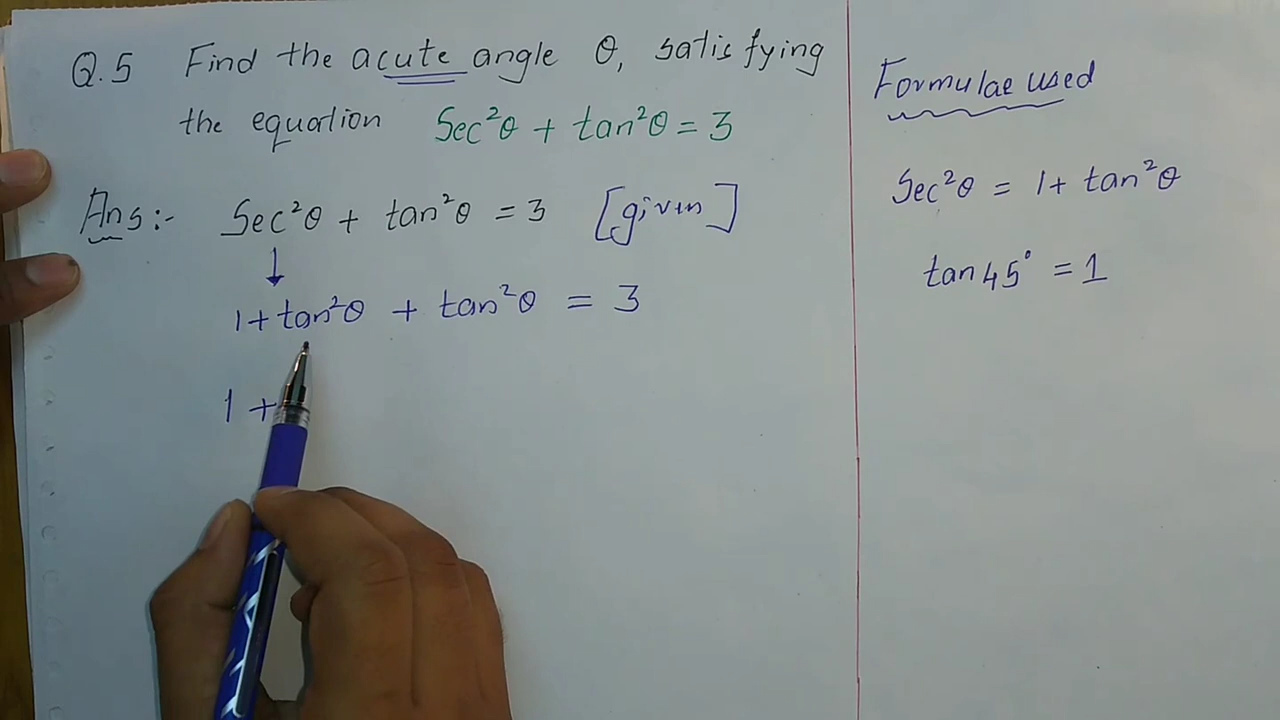 Q.5 Find the acute angle θ, satisfying
the equation Sec²θ + tan²θ = 3
Ans:- Sec²θ + tan²θ = 3 [given]
↓
1 + tan²θ + tan²θ = 3
1 +
Formulae used
Sec²θ = 1 + tan²θ
tan 45° = 1